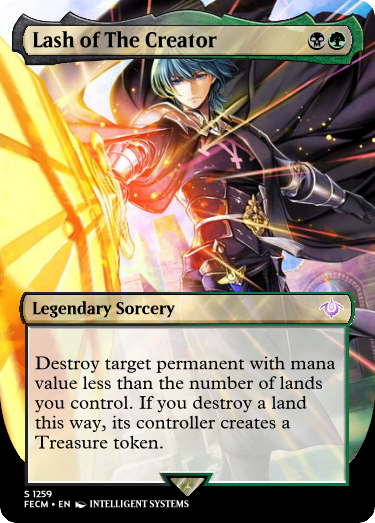 Lash of The Creator
Legendary Sorcery
Destroy target permanent with mana
value less than the number of lands
you control. If you destroy a land
this way, its controller creates a
Treasure token.
S 1259
FECM • EN INTELLIGENT SYSTEMS